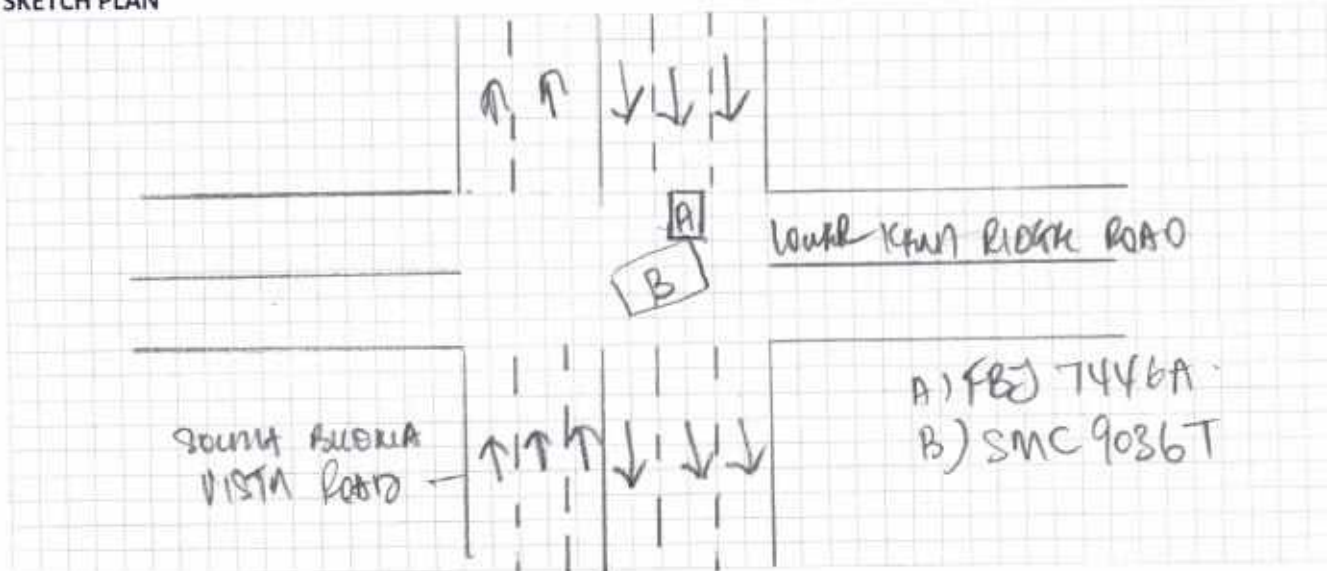 SKETCH PLAN
A
LOWER KENT RIDGE ROAD
B
A) FBJ 7446A
B) SMC 9036T
SOUTH BUONA
VISTA ROAD